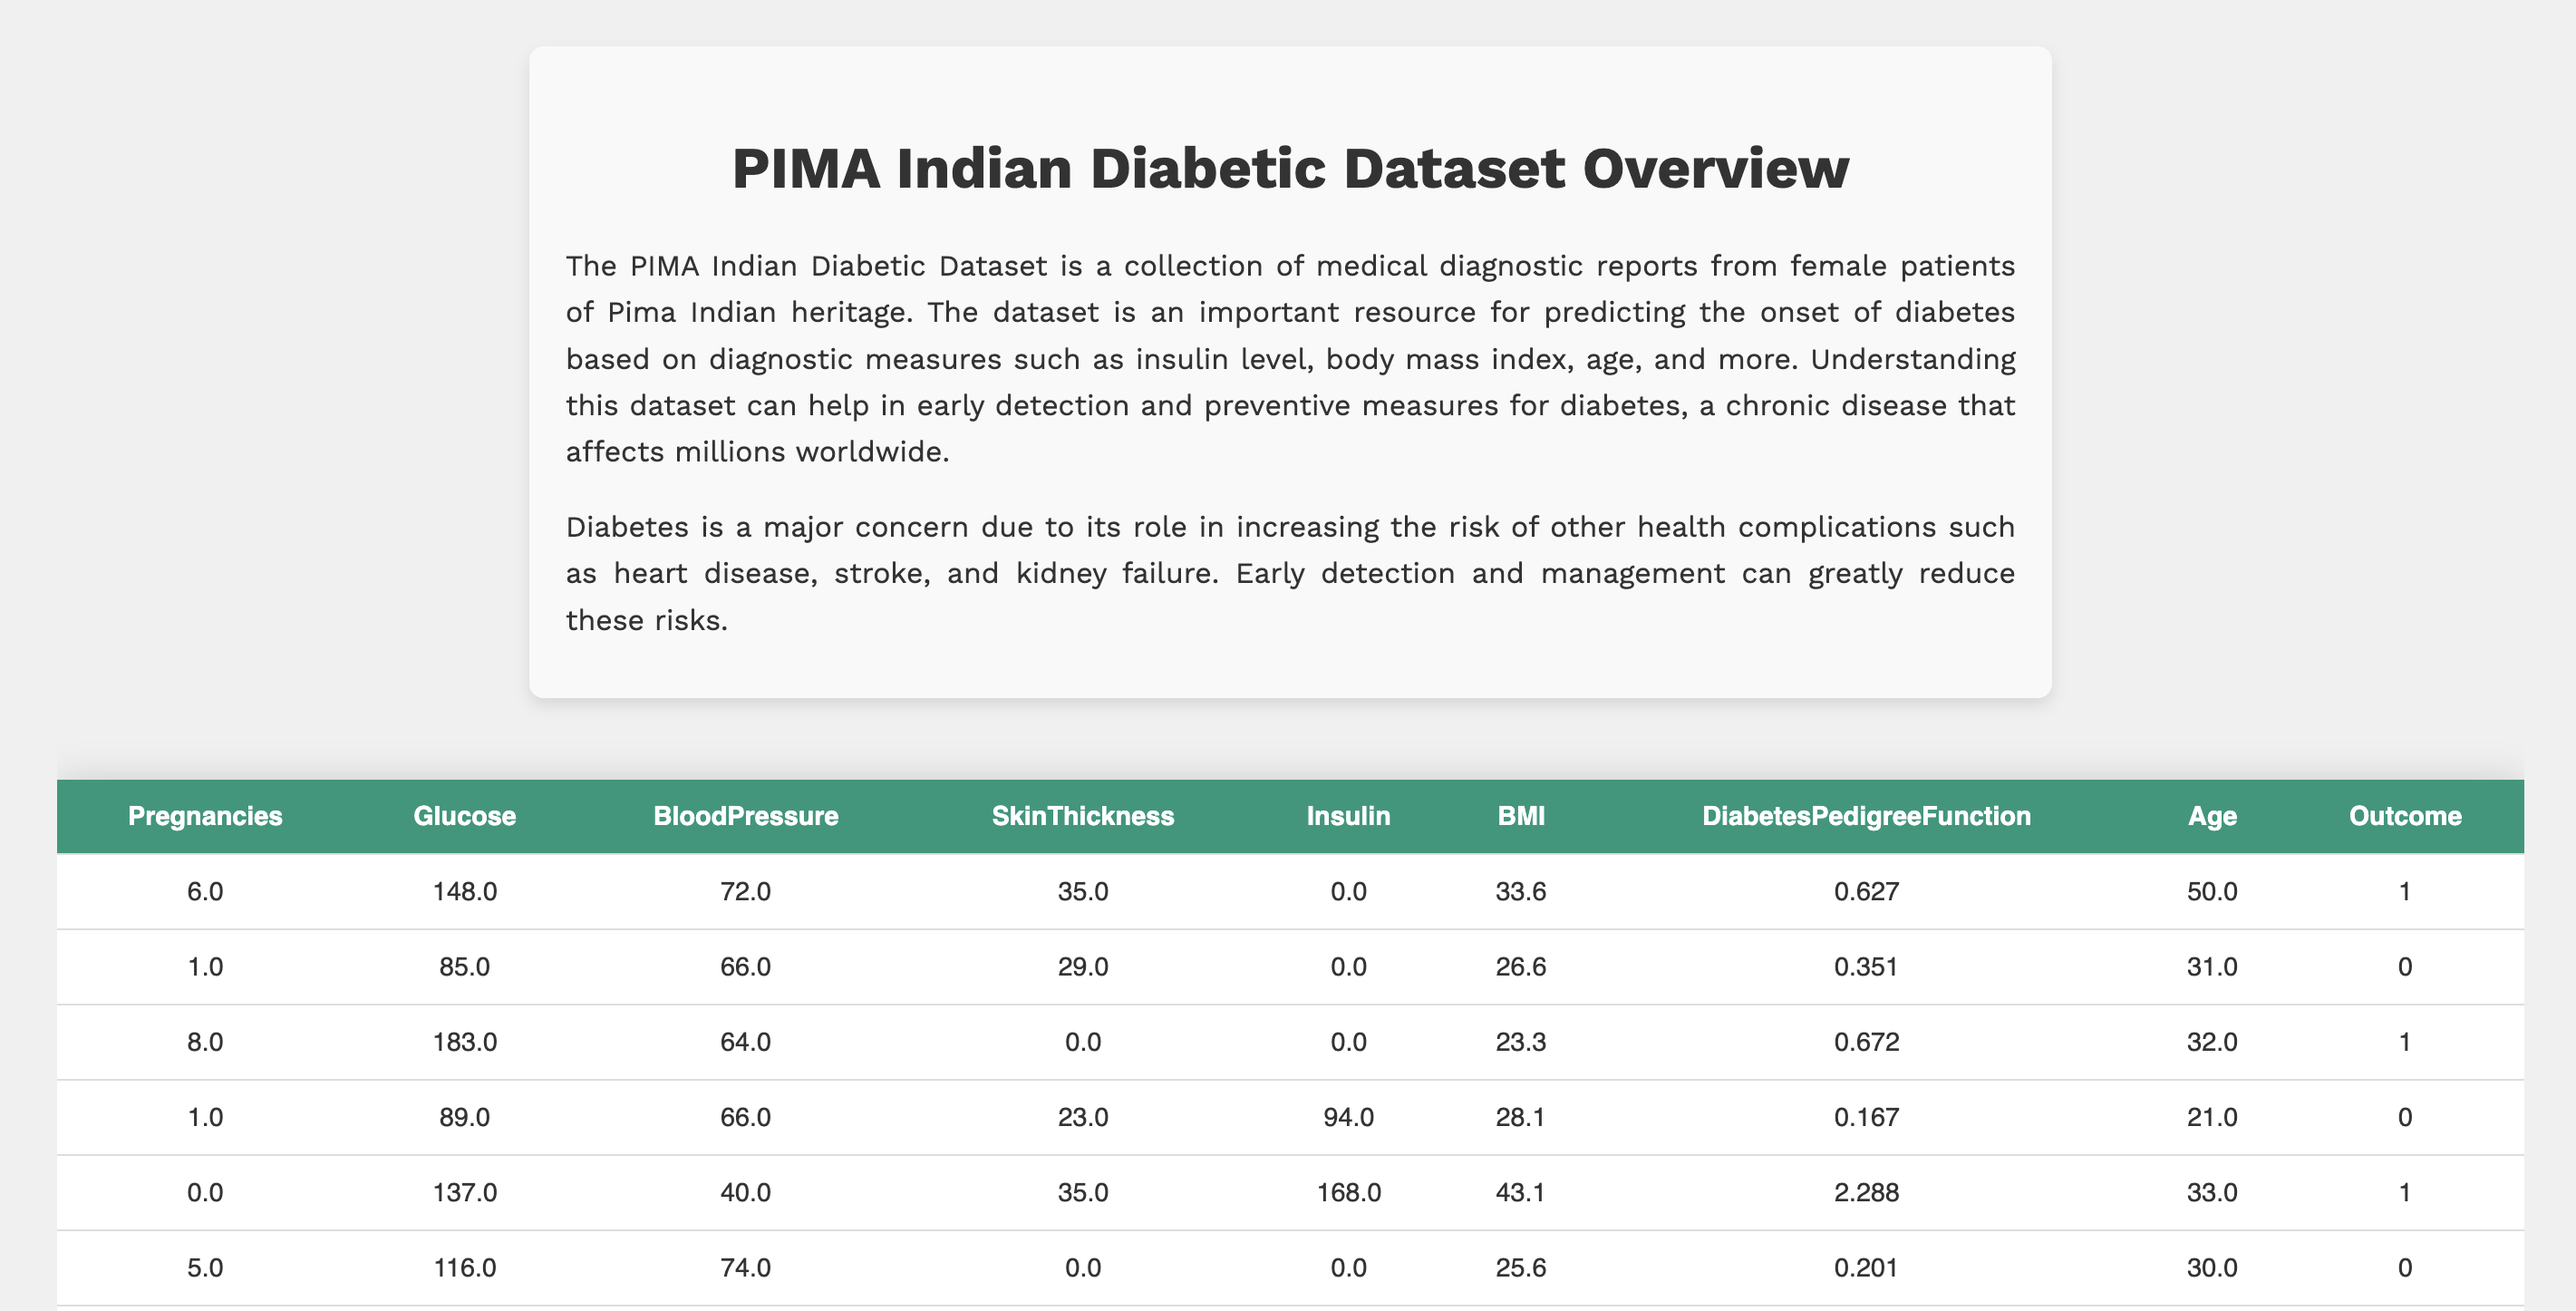 PIMA Indian Diabetic Dataset Overview
The PIMA Indian Diabetic Dataset is a collection of medical diagnostic reports from female patients
of Pima Indian heritage. The dataset is an important resource for predicting the onset of diabetes
based on diagnostic measures such as insulin level, body mass index, age, and more. Understanding
this dataset can help in early detection and preventive measures for diabetes, a chronic disease that
affects millions worldwide.
Diabetes is a major concern due to its role in increasing the risk of other health complications such
as heart disease, stroke, and kidney failure. Early detection and management can greatly reduce
these risks.
Pregnancies Glucose BloodPressure SkinThickness Insulin BMI DiabetesPedigreeFunction Age Outcome
6.0 148.0 72.0 35.0 0.0 33.6 0.627 50.0 1
1.0 85.0 66.0 29.0 0.0 26.6 0.351 31.0 0
8.0 183.0 64.0 0.0 0.0 23.3 0.672 32.0 1
1.0 89.0 66.0 23.0 94.0 28.1 0.167 21.0 0
0.0 137.0 40.0 35.0 168.0 43.1 2.288 33.0 1
5.0 116.0 74.0 0.0 0.0 25.6 0.201 30.0 0